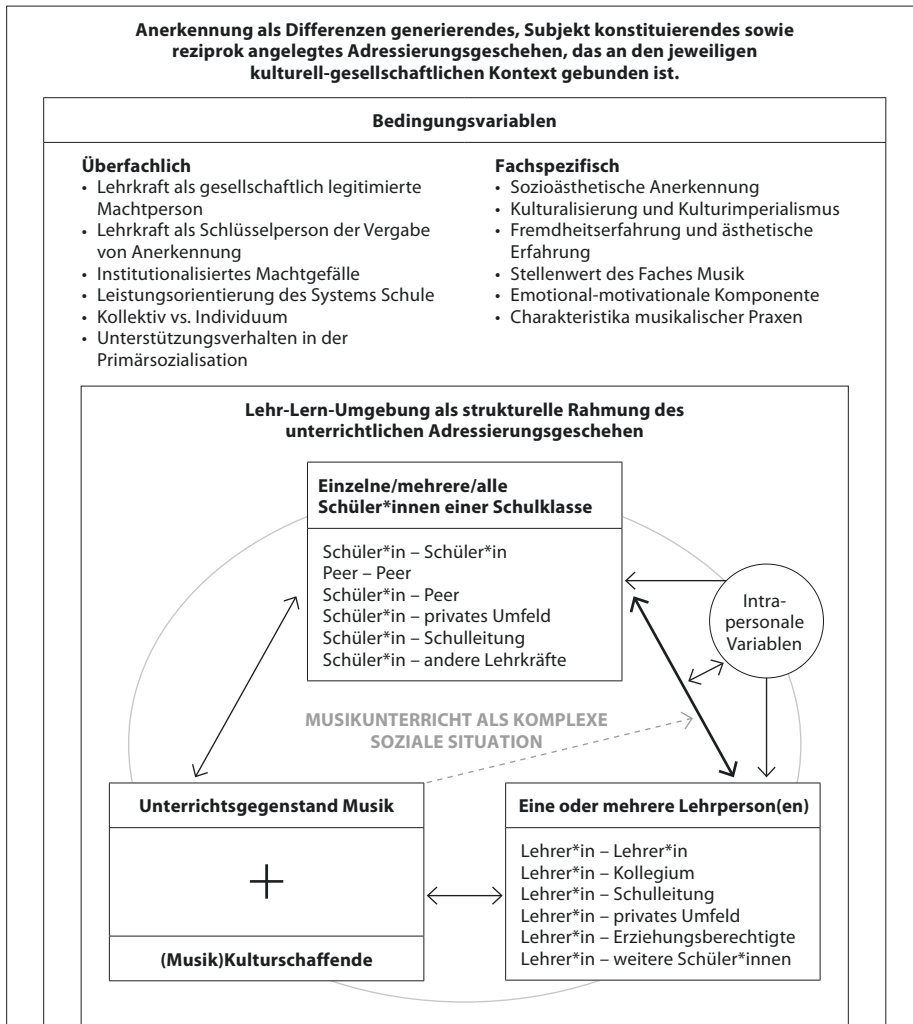 Anerkennung als Differenzen generierendes, Subjekt konstituierendes sowie
reziprok angelegtes Adressierungsgeschehen, das an den jeweiligen
kulturell-gesellschaftlichen Kontext gebunden ist.
Bedingungsvariablen
Überfachlich
• Lehrkraft als gesellschaftlich legitimierte
Machtperson
• Lehrkraft als Schlüsselperson der Vergabe
von Anerkennung
• Institutionalisiertes Machtgefälle
• Leistungsorientierung des Systems Schule
• Kollektiv vs. Individuum
• Unterstützungsverhalten in der
Primärsozialisation
Fachspezifisch
• Sozioästhetische Anerkennung
• Kulturalisierung und Kulturimperialismus
• Fremdheitserfahrung und ästhetische
Erfahrung
• Stellenwert des Faches Musik
• Emotional-motivationale Komponente
• Charakteristika musikalischer Praxen
Lehr-Lern-Umgebung als strukturelle Rahmung des
unterrichtlichen Adressierungsgeschehen
Einzelne/mehrere/alle
Schüler*innen einer Schulklasse
Schüler*in – Schüler*in
Peer – Peer
Schüler*in – Peer
Schüler*in – privates Umfeld
Schüler*in – Schulleitung
Schüler*in – andere Lehrkräfte
Intra-
personale
Variablen
MUSIKUNTERRICHT ALS KOMPLEXE
SOZIALE SITUATION
Unterrichtsgegenstand Musik
+
(Musik)Kulturschaffende
Eine oder mehrere Lehrperson(en)
Lehrer*in – Lehrer*in
Lehrer*in – Kollegium
Lehrer*in – Schulleitung
Lehrer*in – privates Umfeld
Lehrer*in – Erziehungsberechtigte
Lehrer*in – weitere Schüler*innen